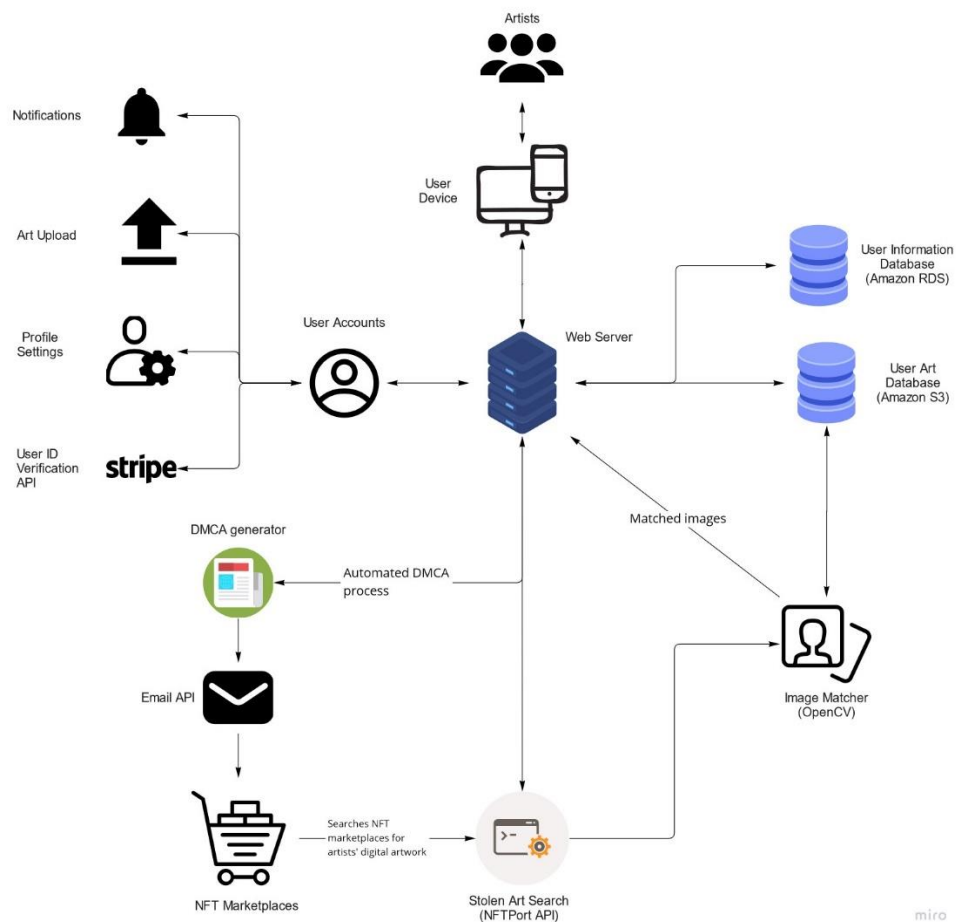 Artists
Notifications
User
Device
Art Upload
User Information
Database
(Amazon RDS)
User Accounts
Web Server
Profile
Settings
User Art
Database
(Amazon S3)
User ID
Verification
API
stripe
Matched images
DMCA generator
Automated DMCA
process
Email API
Image Matcher
(OpenCV)
Searches NFT
marketplaces for
artists' digital artwork
NFT Marketplaces
Stolen Art Search
(NFTPort API)
miro